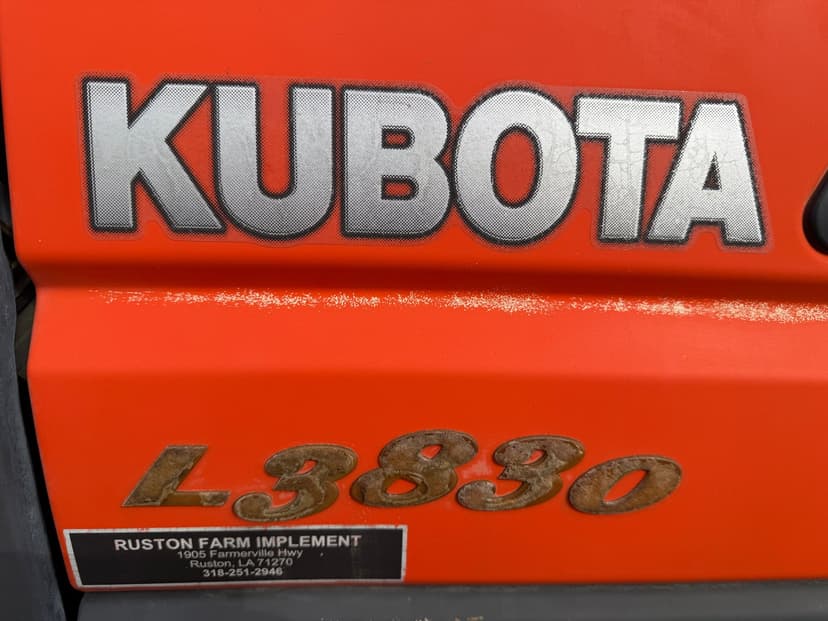 KUBOTA
L3830
RUSTON FARM IMPLEMENT
1905 Farmerville Hwy
Ruston, LA 71270
318-251-2946